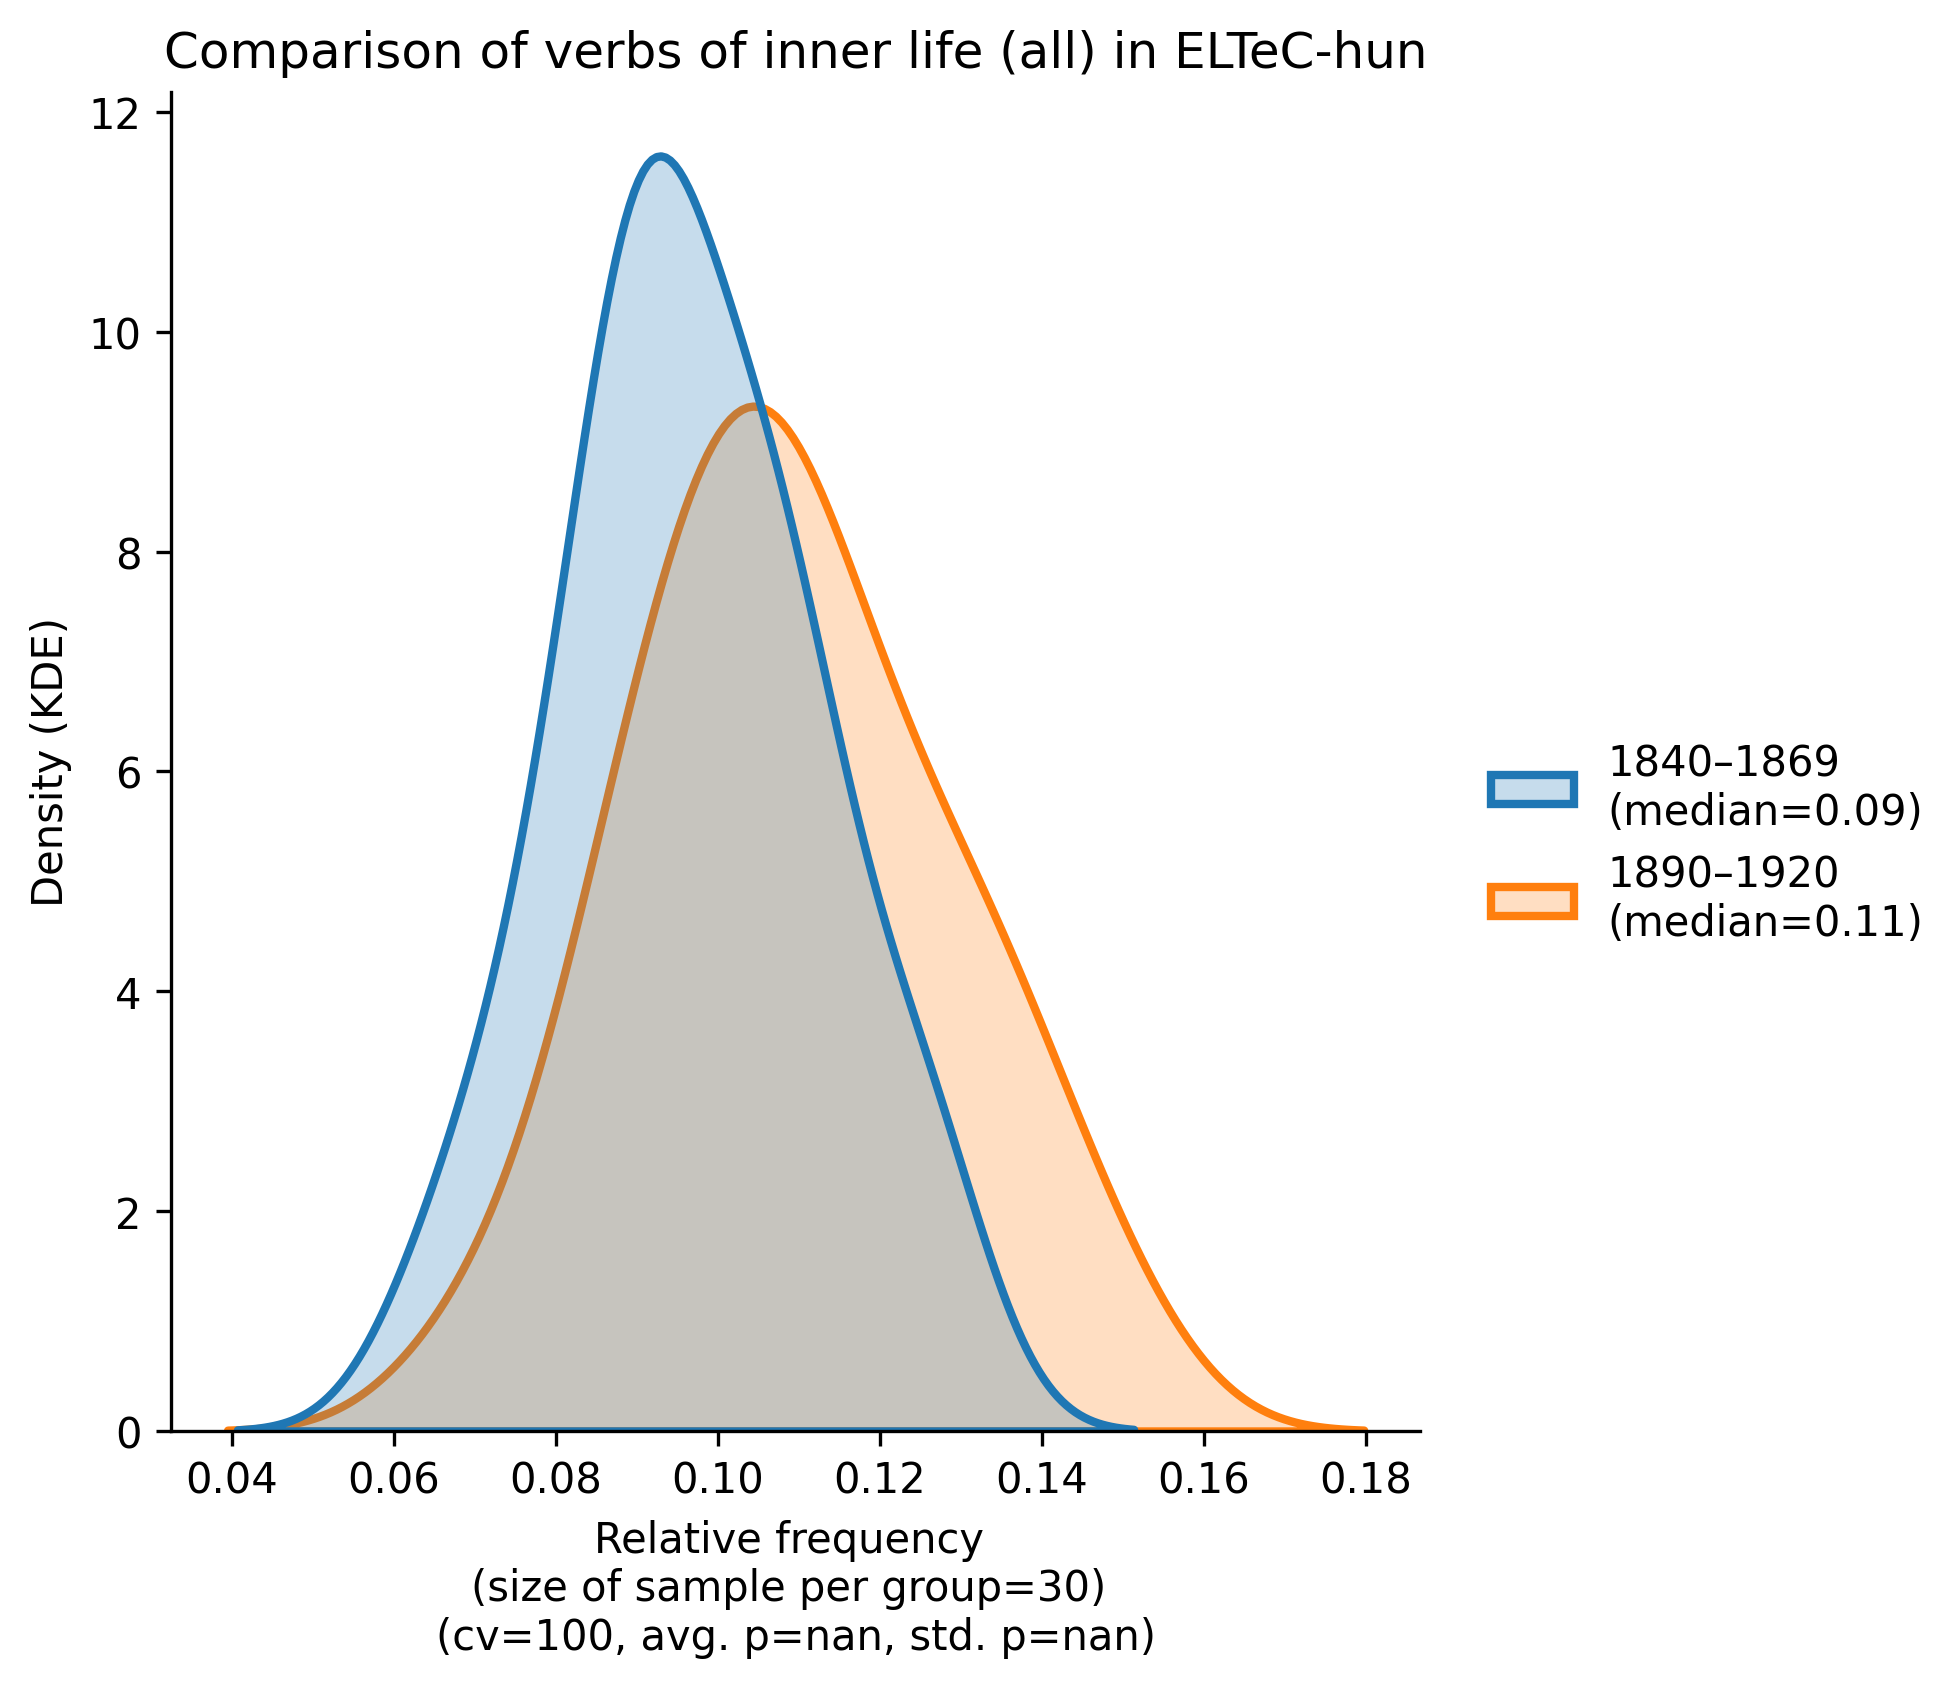 Comparison of verbs of inner life (all) in ELTeC-hun
12
10
8
6
4
2
0
Density (KDE)
0.04 0.06 0.08 0.10 0.12 0.14 0.16 0.18
Relative frequency
(size of sample per group=30)
(cv=100, avg. p=nan, std. p=nan)
1840–1869
(median=0.09)
1890–1920
(median=0.11)